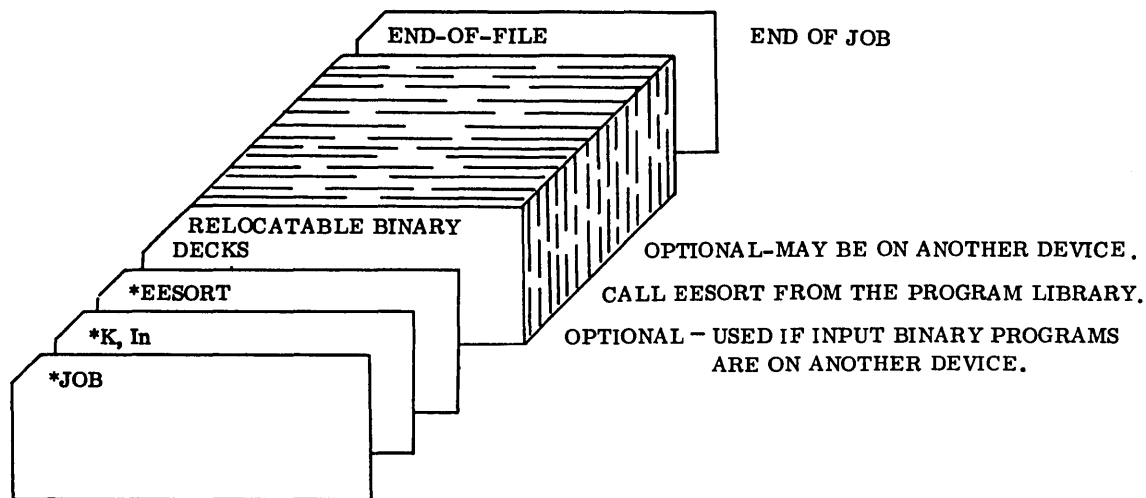 END-OF-FILE
END OF JOB
RELOCATABLE BINARY
DECKS
OPTIONAL-MAY BE ON ANOTHER DEVICE.
*EESORT
CALL EESORT FROM THE PROGRAM LIBRARY.
*K, In
OPTIONAL - USED IF INPUT BINARY PROGRAMS
ARE ON ANOTHER DEVICE.
*JOB